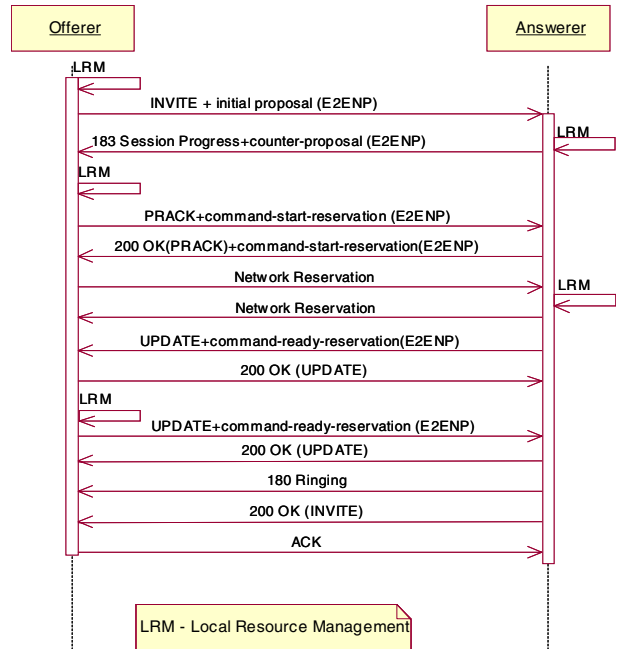 Offerer
Answerer
LRM
INVITE + initial proposal (E2ENP)
LRM
183 Session Progress+counter-proposal (E2ENP)
LRM
PRACK+command-start-reservation (E2ENP)
200 OK(PRACK)+command-start-reservation(E2ENP)
Network Reservation
LRM
Network Reservation
UPDATE+command-ready-reservation(E2ENP)
200 OK (UPDATE)
LRM
UPDATE+command-ready-reservation (E2ENP)
200 OK (UPDATE)
180 Ringing
200 OK (INVITE)
ACK
LRM - Local Resource Management